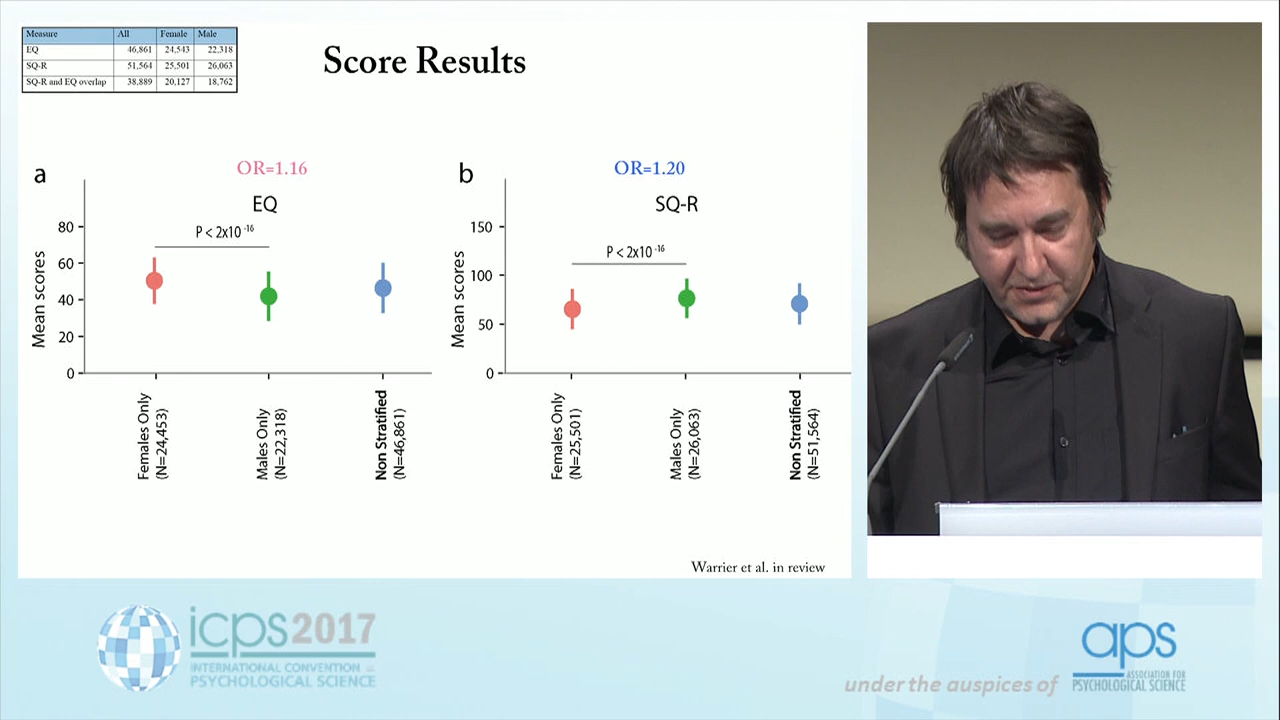 Measure All Female Male
EQ 46,861 24,543 22,318
SQ-R 51,564 25,501 26,063
SQ-R and EQ overlap 38,889 20,127 18,762
Score Results
a
OR=1.16
EQ
P < 2x10 -16
Mean scores
80
60
40
20
0
Females Only
(N=24,453)
Males Only
(N=22,318)
Non Stratified
(N=46,861)
b
OR=1.20
SQ-R
P < 2x10 -16
Mean scores
150
100
50
0
Females Only
(N=25,501)
Males Only
(N=26,063)
Non Stratified
(N=51,564)
Warrier et al. in review
icps2017
INTERNATIONAL CONVENTION
PSYCHOLOGICAL SCIENCE
under the auspices of
aps
ASSOCIATION FOR
PSYCHOLOGICAL SCIENCE